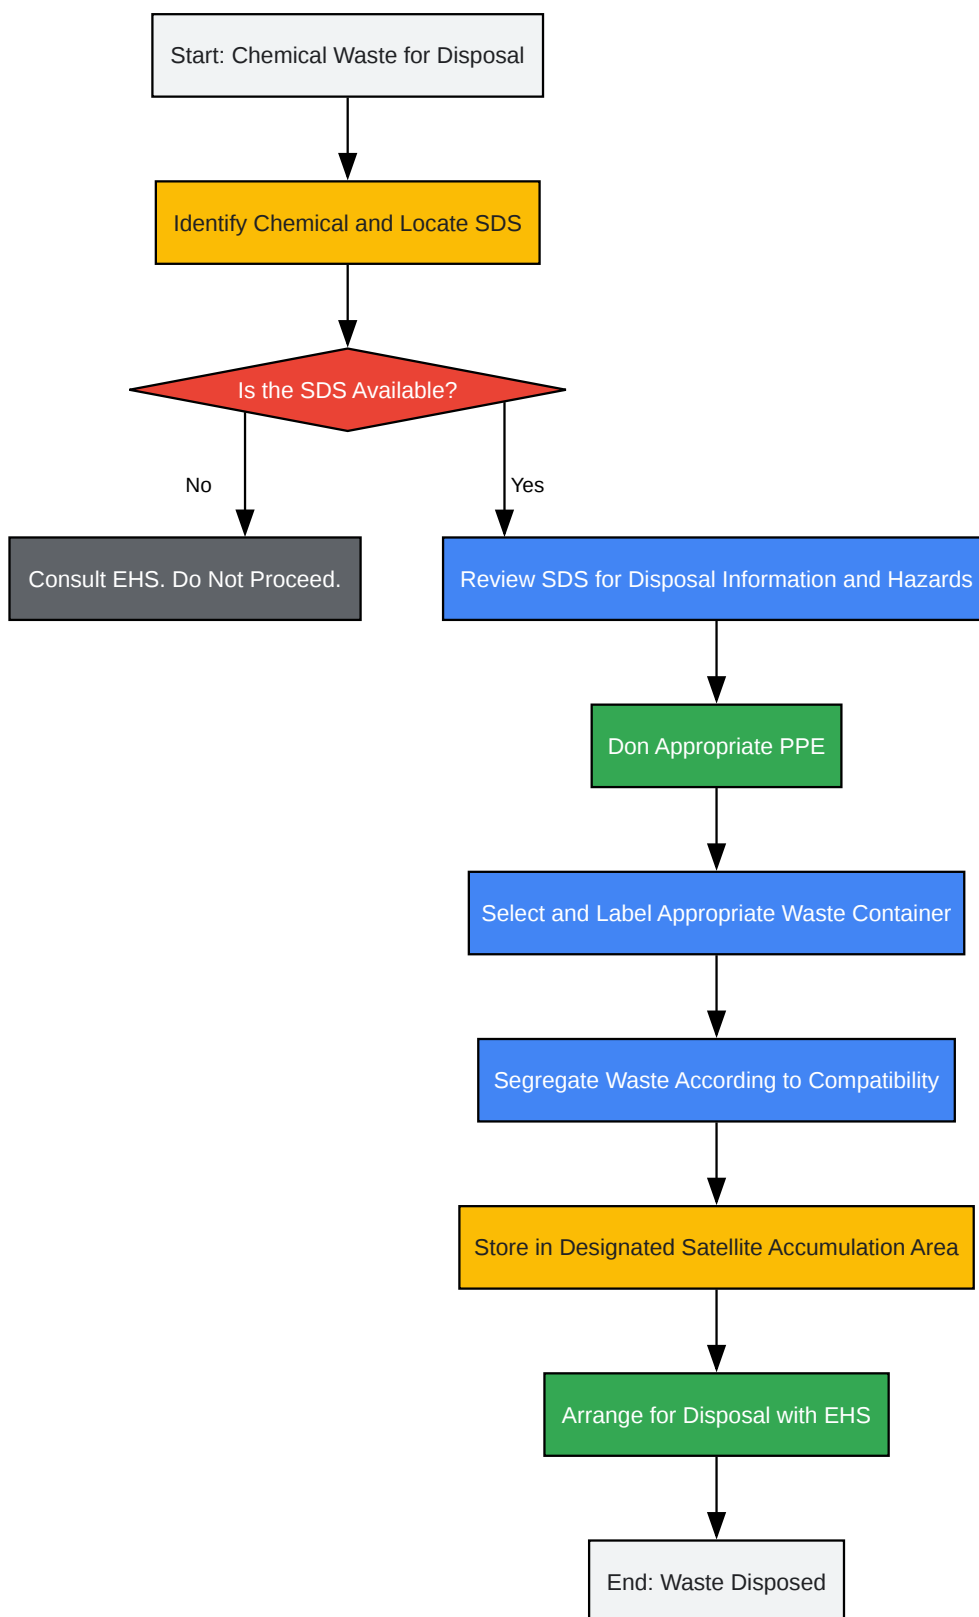 Start: Chemical Waste for Disposal
Identify Chemical and Locate SDS
Is the SDS Available?
No
Yes
Consult EHS. Do Not Proceed.
Review SDS for Disposal Information and Hazards
Don Appropriate PPE
Select and Label Appropriate Waste Container
Segregate Waste According to Compatibility
Store in Designated Satellite Accumulation Area
Arrange for Disposal with EHS
End: Waste Disposed